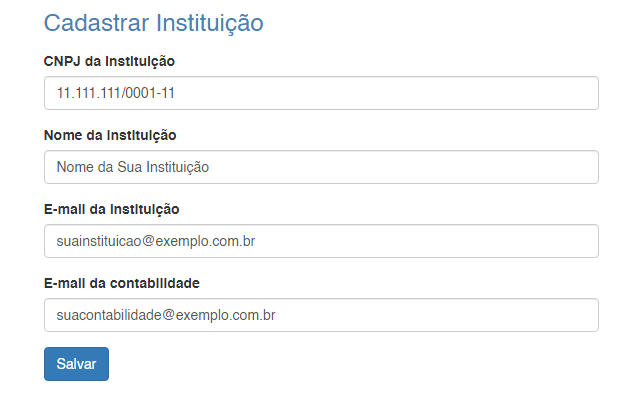 Cadastrar Instituição
CNPJ da Instituição
11.111.111/0001-11
Nome da Instituição
Nome da Sua Instituição
E-mail da Instituição
suainstituicao@exemplo.com.br
E-mail da contabilidade
suacontabilidade@exemplo.com.br
Salvar